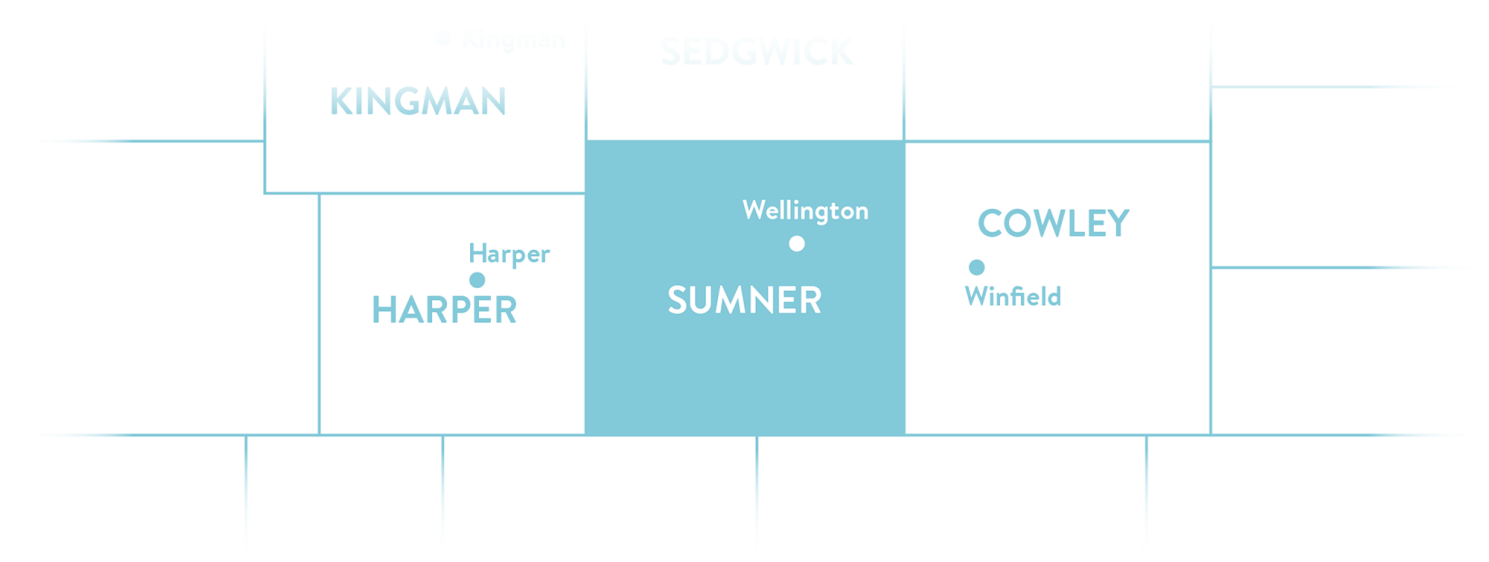 Kingman
SEDGWICK
KINGMAN
Wellington
COWLEY
Harper
SUMNER
Winfield
HARPER